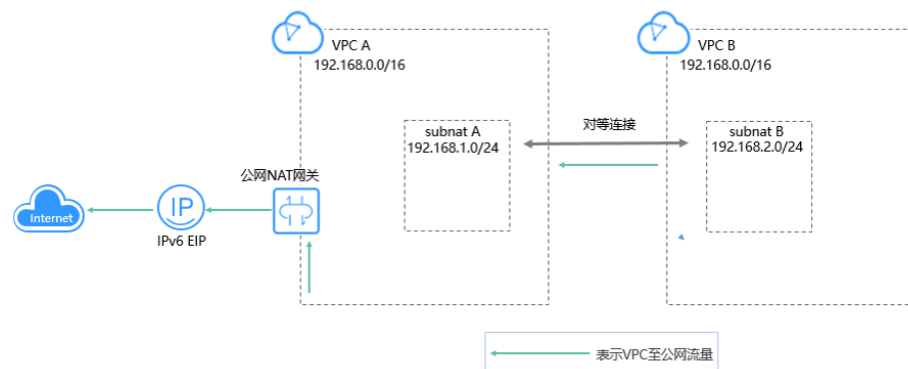 VPC A
192.168.0.0/16
VPC B
192.168.0.0/16
subnat A
192.168.1.0/24
对等连接
subnat B
192.168.2.0/24
公网NAT网关
Internet
IP
IPv6 EIP
表示VPC至公网流量